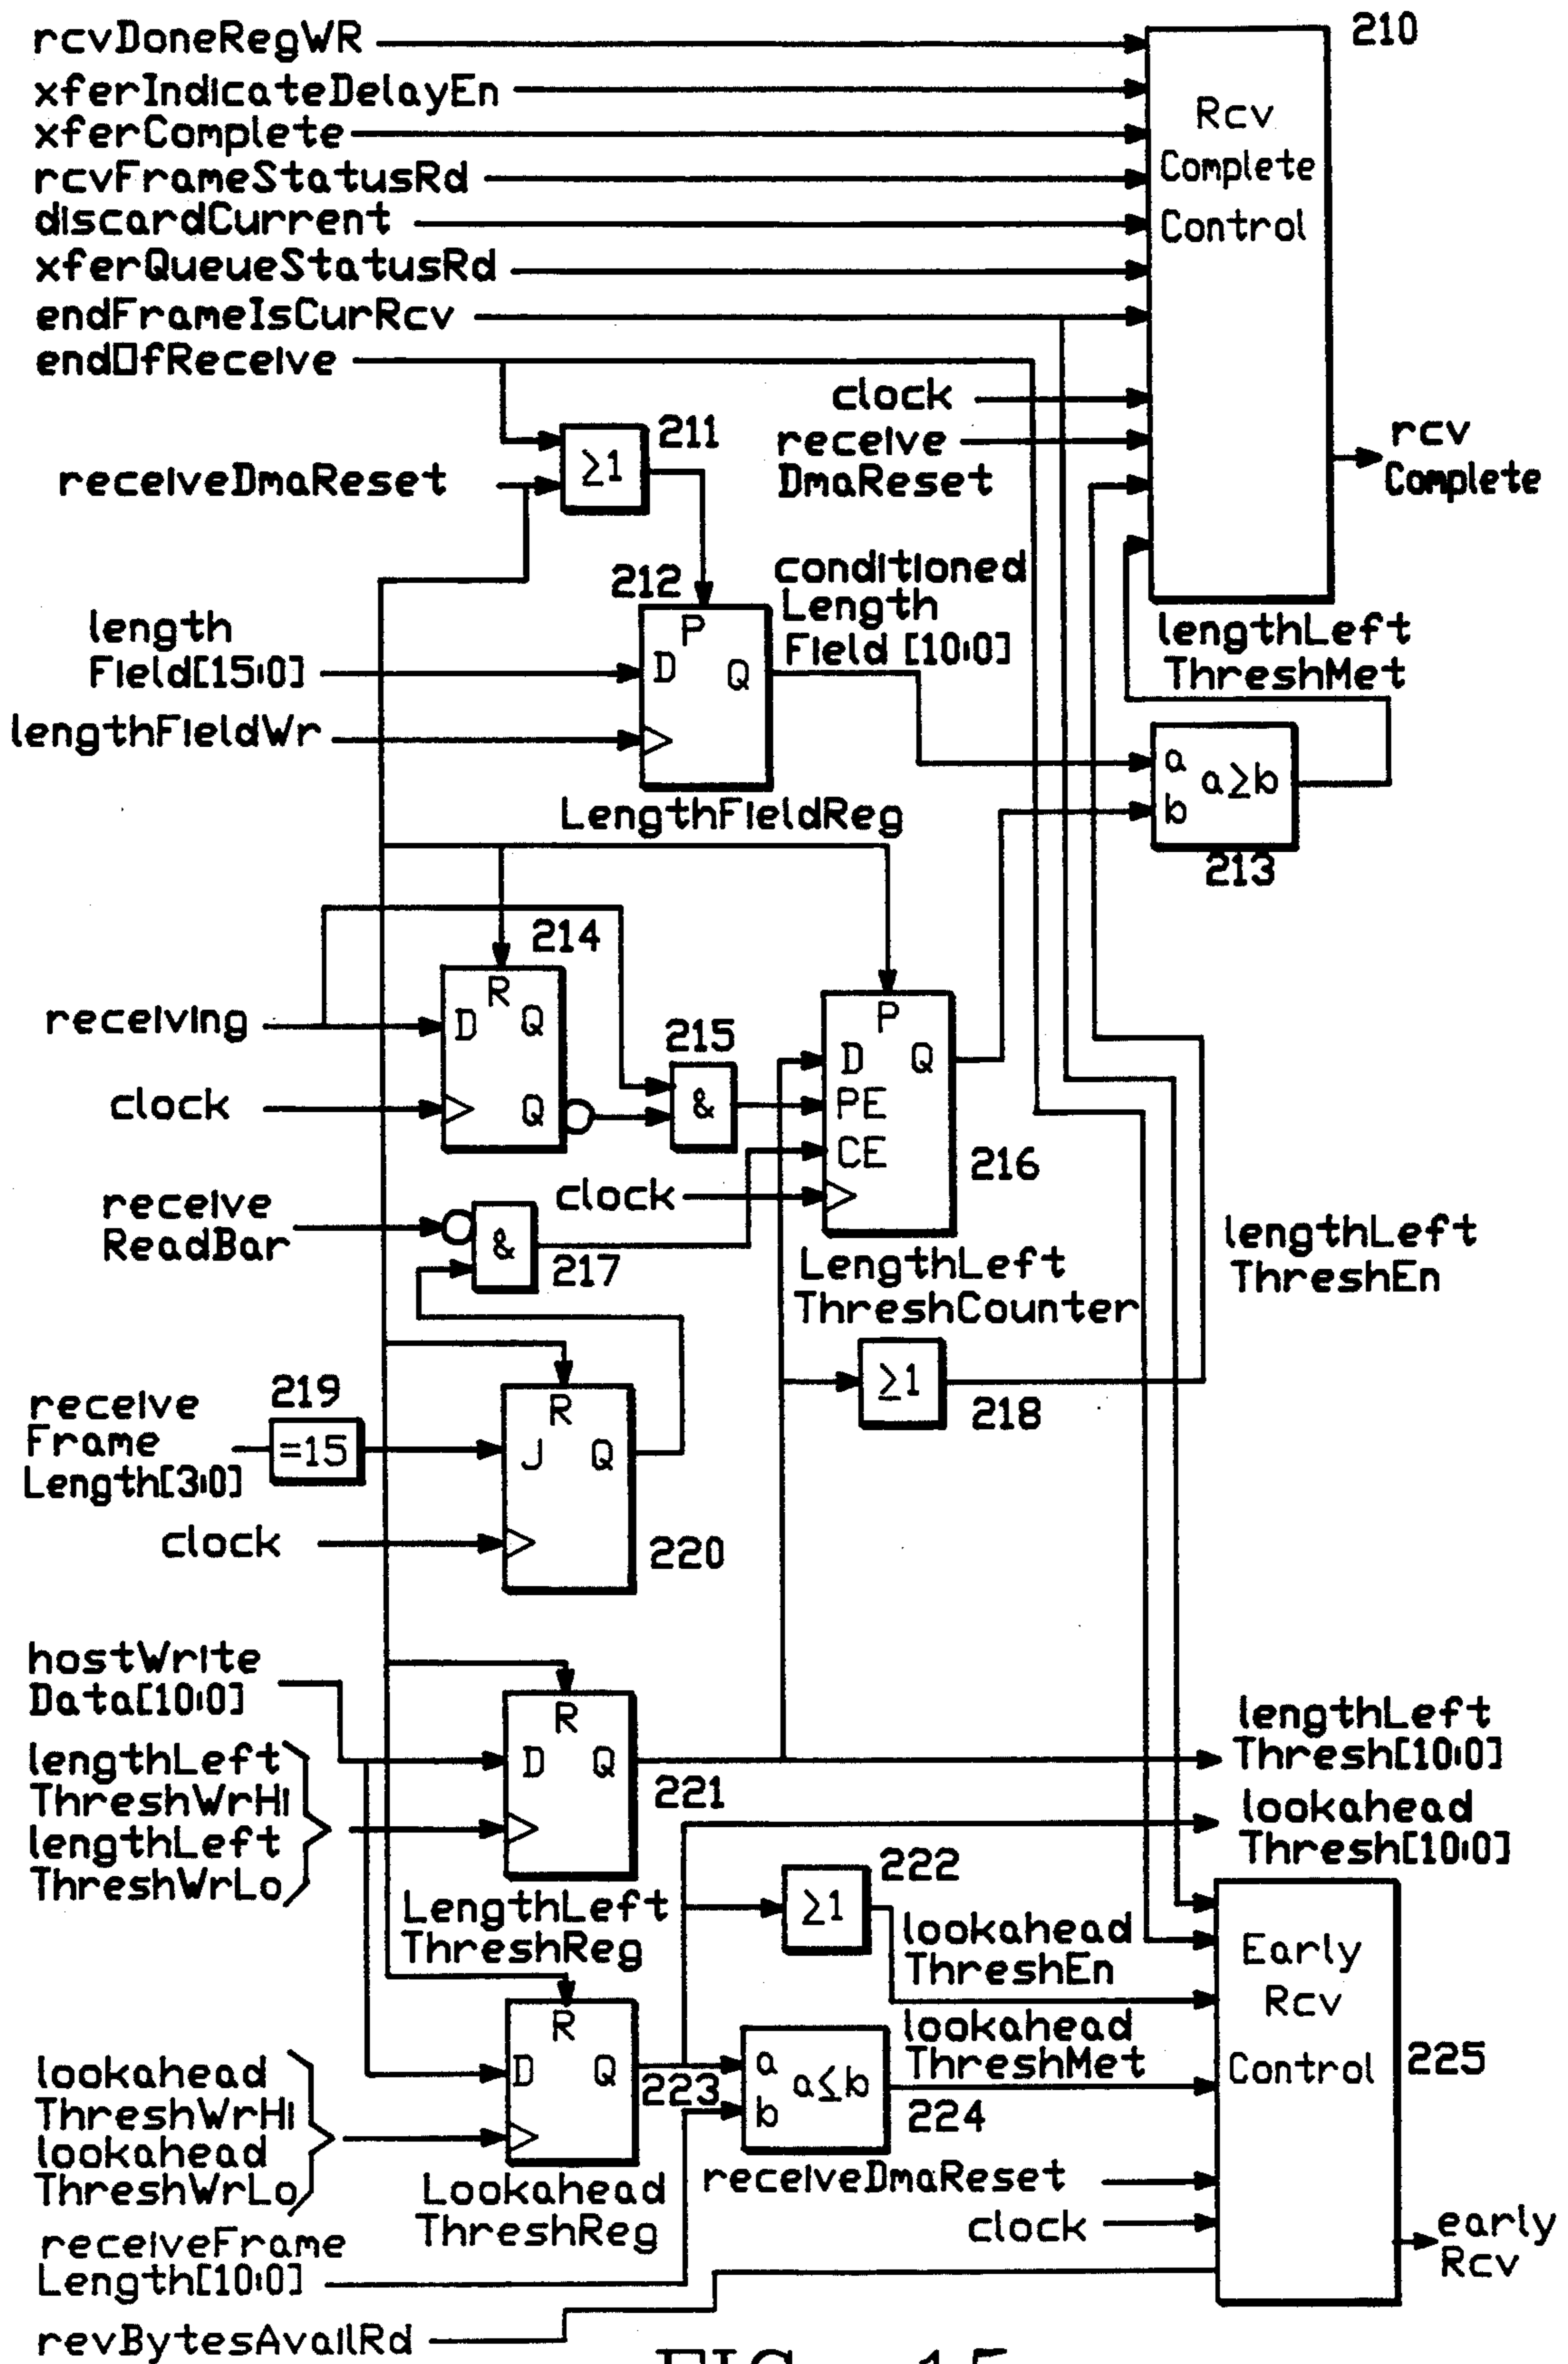 rcvDoneRegWR
210
xferIndicateDelayEn
Rcv
Complete
Control
xferComplete
rcvFrameStatusRd
discardCurrent
xferQueueStatusRd
endFrameIsCurRcv
endOfReceive
clock
receive
DmaReset
rcv
Complete
211
≥1
receiveDmaReset
212
conditioned
Length
Field [10:0]
length
Field[15:0]
P
D
Q
lengthFieldWr
LengthFieldReg
lengthLeft
ThreshMet
a
a≥b
b
213
214
R
receiving
D
Q
clock
Q
215
&
P
D
Q
PE
CE
216
clock
receive
ReadBar
&
217
LengthLeft
ThreshCounter
lengthLeft
ThreshEn
≥1
218
receive
Frame
Length[3:0]
219
=15
R
J
Q
clock
220
hostWrite
Data[10:0]
R
D
Q
221
lengthLeft
ThreshWrHi
lengthLeft
ThreshWrLo
LengthLeft
ThreshReg
lengthLeft
Thresh[10:0]
lookahead
Thresh[10:0]
222
≥1
lookahead
ThreshEn
Early
Rcv
Control
225
R
D
Q
223
a
a≤b
b
lookahead
ThreshMet
224
lookahead
ThreshWrHi
lookahead
ThreshWrLo
Lookahead
ThreshReg
receiveDmaReset
clock
early
Rcv
receiveFrame
Length[10:0]
revBytesAvailRd
FIG. 15